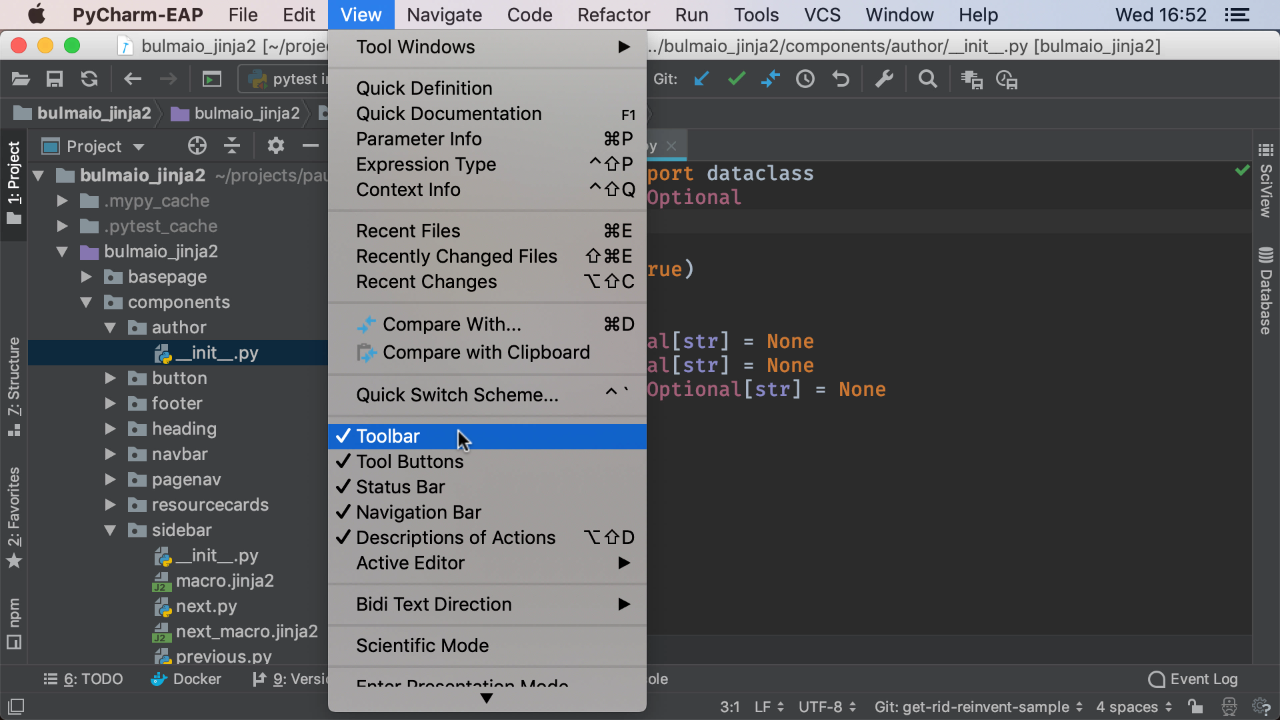 PyCharm-EAP File Edit View Navigate Code Refactor Run Tools VCS Window Help Wed 16:52
bulmaio_jinja2 [~/projec
.../bulmaio_jinja2/components/author/__init__.py [bulmaio_jinja2]
pytest in
Git:
bulmaio_jinja2 bulmaio_jinja2
Project
1: Project
Z: Structure
2: Favorites
npm
bulmaio_jinja2 ~/projects/pau
.mypy_cache
.pytest_cache
bulmaio_jinja2
basepage
components
author
__init__.py
button
footer
heading
navbar
pagenav
resourcecards
sidebar
__init__.py
macro.jinja2
next.py
next_macro.jinja2
previous.py
Tool Windows
Quick Definition
Quick Documentation F1
Parameter Info ⌘P
Expression Type ⌃⇧P
Context Info ⌃⇧Q
Recent Files ⌘E
Recently Changed Files ⇧⌘E
Recent Changes ⌥⇧C
Compare With... ⌘D
Compare with Clipboard
Quick Switch Scheme... ⌃`
✓ Toolbar
✓ Tool Buttons
✓ Status Bar
✓ Navigation Bar
✓ Descriptions of Actions ⌥⇧D
Active Editor
Bidi Text Direction
Scientific Mode
Enter Presentation Mode
py
port dataclass
Optional
rue)
al[str] = None
al[str] = None
Optional[str] = None
SciView
Database
6: TODO Docker 9: Versio ole Event Log
3:1 LF UTF-8 Git: get-rid-reinvent-sample 4 spaces